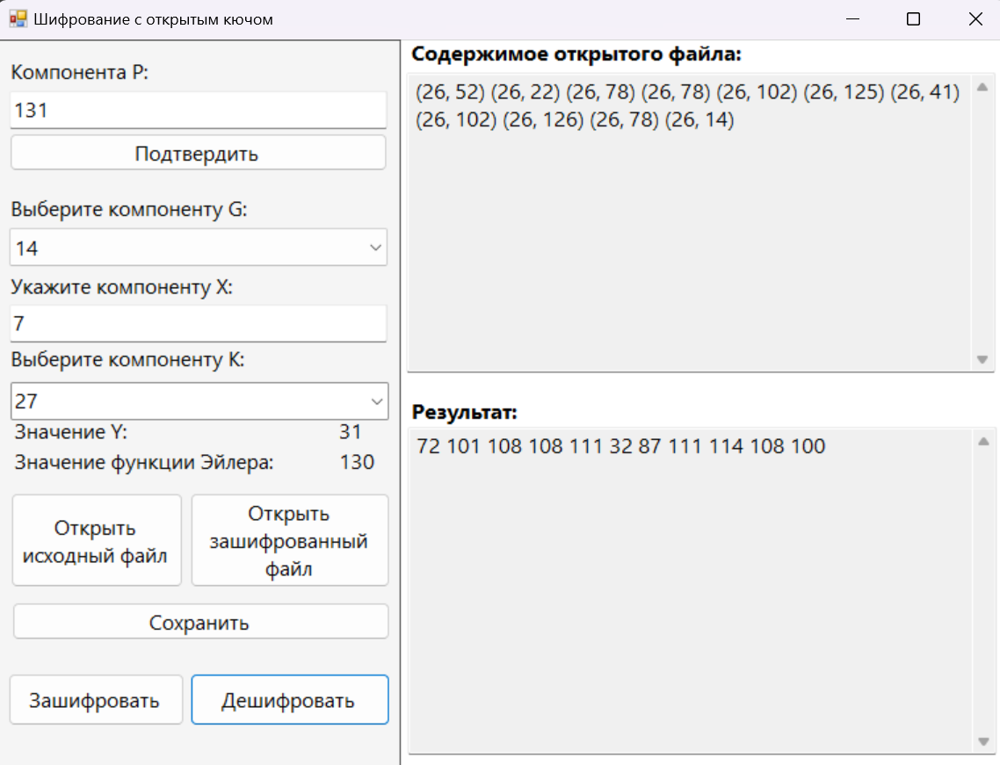 Шифрование с открытым кючом
Компонента P:
131
Подтвердить
Выберите компоненту G:
14
Укажите компоненту X:
7
Выберите компоненту K:
27
Значение Y: 31
Значение функции Эйлера: 130
Открыть
исходный файл
Открыть
зашифрованный
файл
Сохранить
Зашифровать
Дешифровать
Содержимое открытого файла:
(26, 52) (26, 22) (26, 78) (26, 78) (26, 102) (26, 125) (26, 41)
(26, 102) (26, 126) (26, 78) (26, 14)
Результат:
72 101 108 108 111 32 87 111 114 108 100